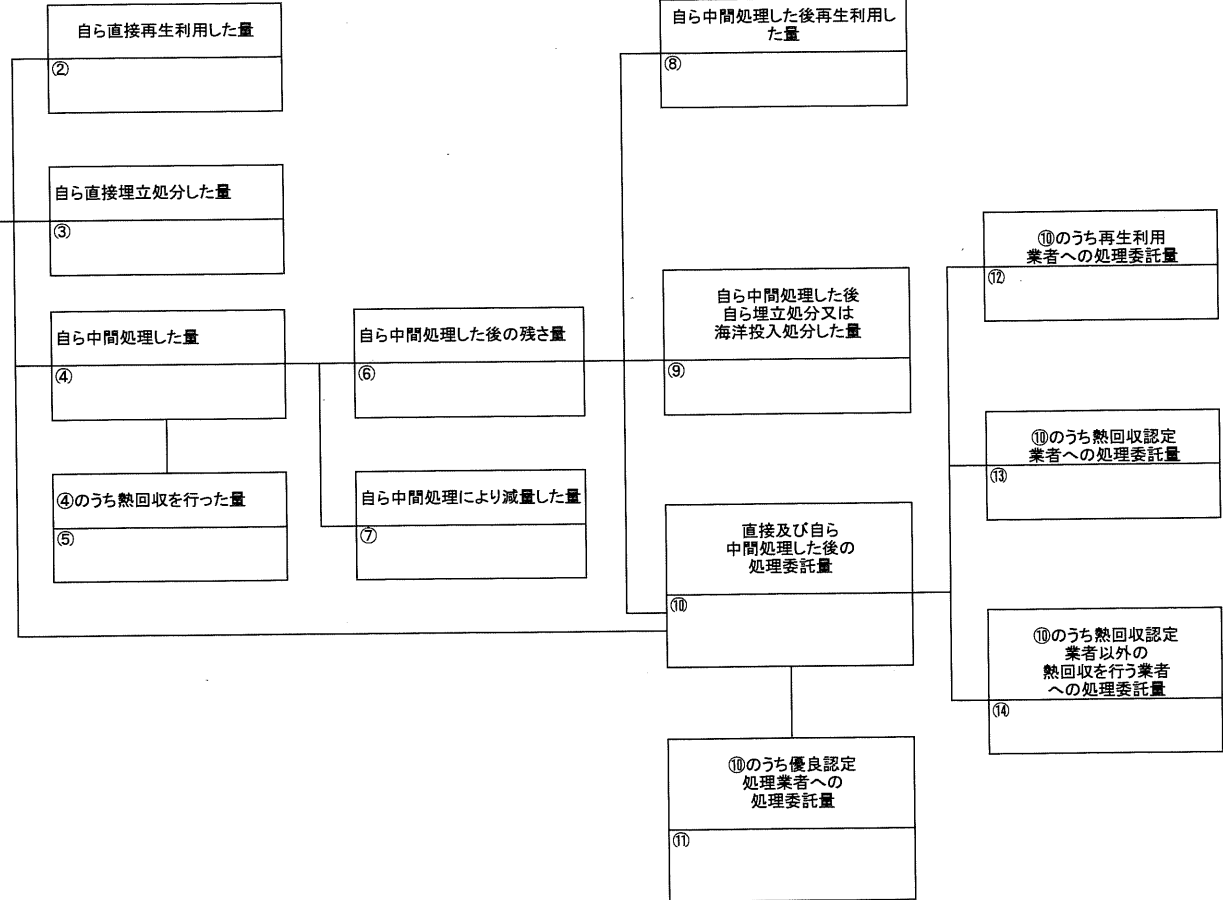 自ら直接再生利用した量
②
自ら直接埋立処分した量
③
自ら中間処理した量
④
④のうち熱回収を行った量
⑤
自ら中間処理した後の残さ量
⑥
自ら中間処理により減量した量
⑦
自ら中間処理した後再生利用し
た量
⑧
自ら中間処理した後
自ら埋立処分又は
海洋投入処分した量
⑨
直接及び自ら
中間処理した後の
処理委託量
⑩
⑩のうち優良認定
処理業者への
処理委託量
⑪
⑩のうち再生利用
業者への処理委託量
⑫
⑩のうち熱回収認定
業者への処理委託量
⑬
⑩のうち熱回収認定
業者以外の
熱回収を行う業者
への処理委託量
⑭